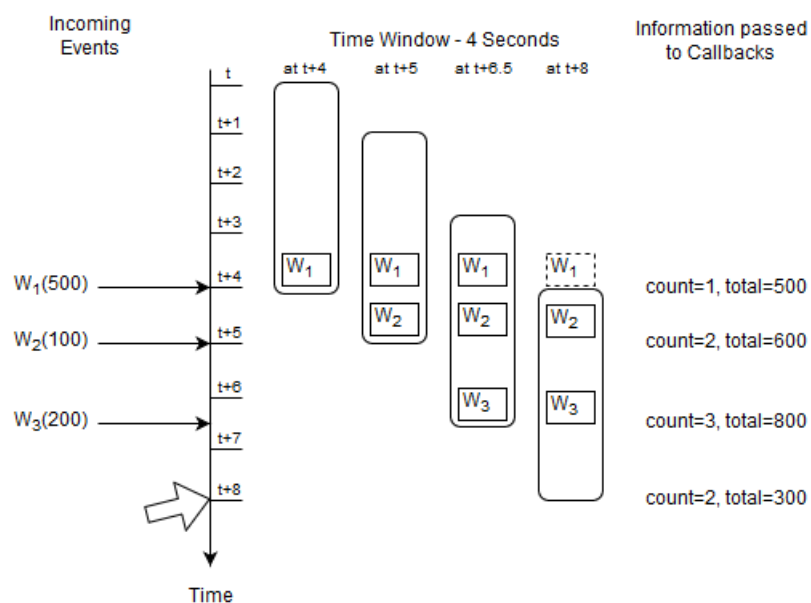 Incoming
Events
Time Window - 4 Seconds
Information passed
to Callbacks
at t+4
at t+5
at t+6.5
at t+8
t
t+1
t+2
t+3
t+4
t+5
t+6
t+7
t+8
W1(500)
W1
W1
W1
W1
count=1, total=500
W2(100)
W2
W2
W2
count=2, total=600
W3(200)
W3
W3
count=3, total=800
count=2, total=300
Time